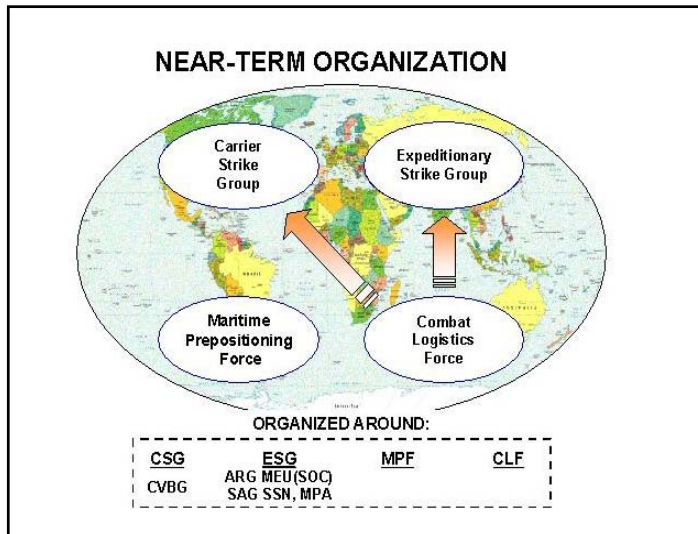 NEAR-TERM ORGANIZATION
Carrier
Strike
Group
Expeditionary
Strike Group
Maritime
Prepositioning
Force
Combat
Logistics
Force
ORGANIZED AROUND:
CSG ESG MPF CLF
CVBG ARG MEU(SOC)
SAG SSN, MPA